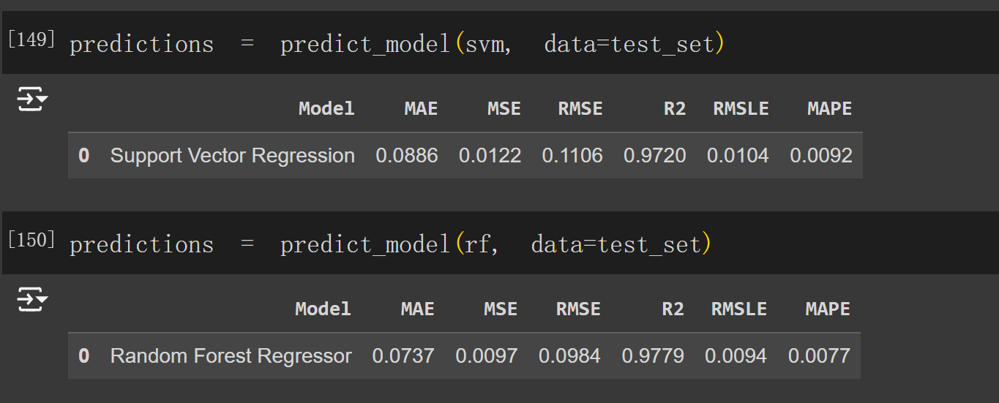 [149] predictions = predict_model(svm, data=test_set)
Model MAE MSE RMSE R2 RMSLE MAPE
0 Support Vector Regression 0.0886 0.0122 0.1106 0.9720 0.0104 0.0092
[150] predictions = predict_model(rf, data=test_set)
Model MAE MSE RMSE R2 RMSLE MAPE
0 Random Forest Regressor 0.0737 0.0097 0.0984 0.9779 0.0094 0.0077